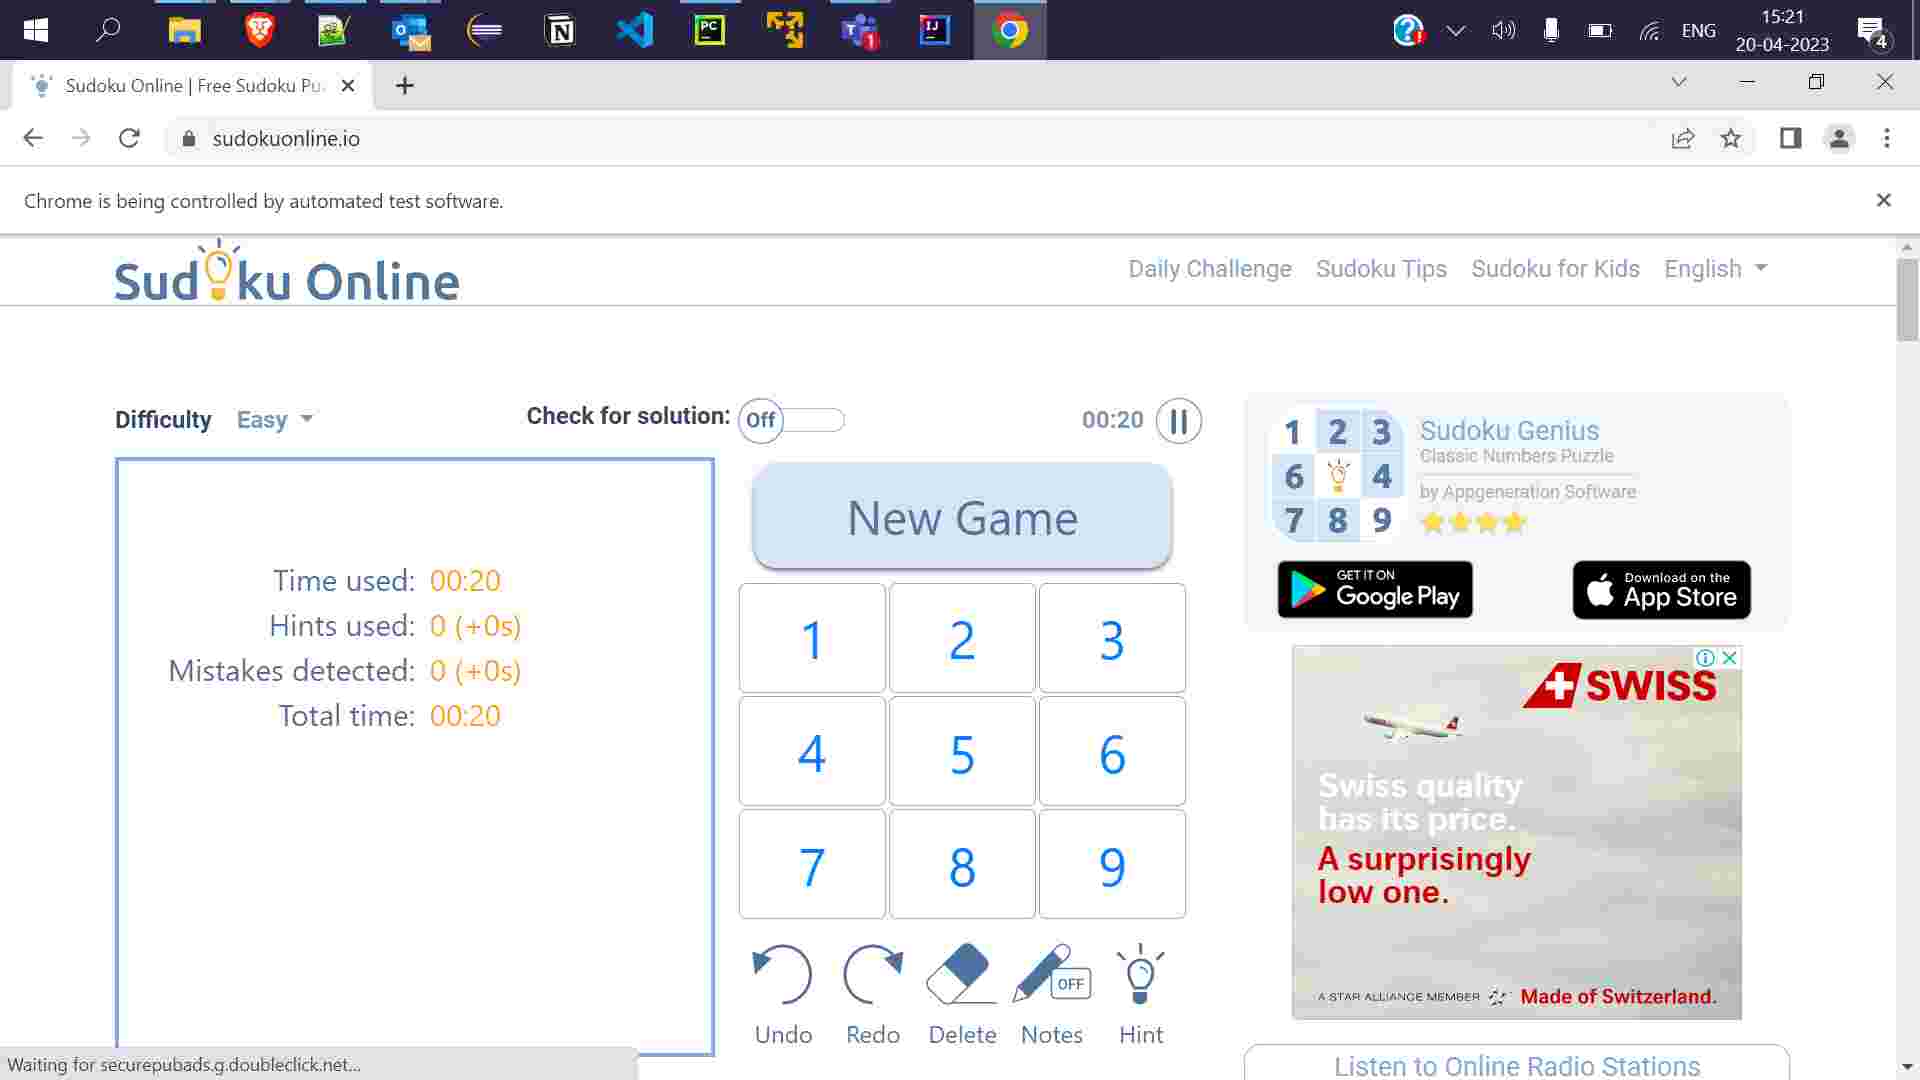 PC
T 1
IJ
ENG
15:21
20-04-2023
4
Sudoku Online | Free Sudoku Pu
sudokuonline.io
Chrome is being controlled by automated test software.
Sudoku Online
Daily Challenge
Sudoku Tips
Sudoku for Kids
English
Difficulty
Easy
Check for solution:
Off
00:20
Time used: 00:20
Hints used: 0 (+0s)
Mistakes detected: 0 (+0s)
Total time: 00:20
New Game
1 2 3
4 5 6
7 8 9
OFF
Undo Redo Delete Notes Hint
1 2 3
6 4
7 8 9
Sudoku Genius
Classic Numbers Puzzle
by Appgeneration Software
GET IT ON
Google Play
Download on the
App Store
SWISS
Swiss quality
has its price.
A surprisingly
low one.
A STAR ALLIANCE MEMBER
Made of Switzerland.
Listen to Online Radio Stations
Waiting for securepubads.g.doubleclick.net...